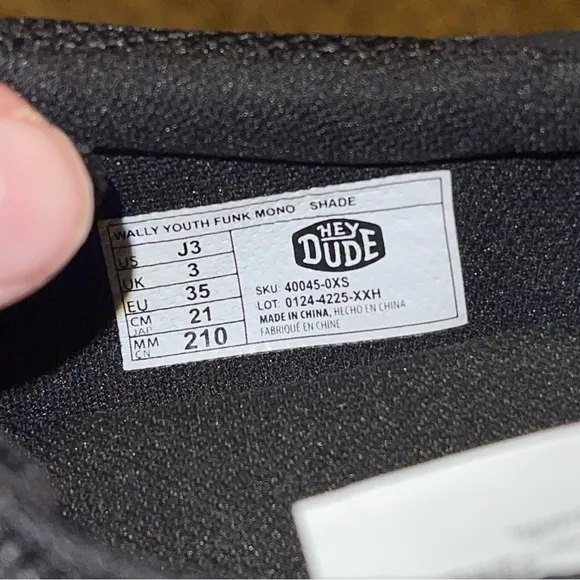 WALLY YOUTH FUNK MONO SHADE
US J3
UK 3
EU 35
CM JAP 21
MM CN 210
HEY
DUDE
SKU: 40045-0XS
LOT: 0124-4225-XXH
MADE IN CHINA, HECHO EN CHINA
FABRIQUÉ EN CHINE